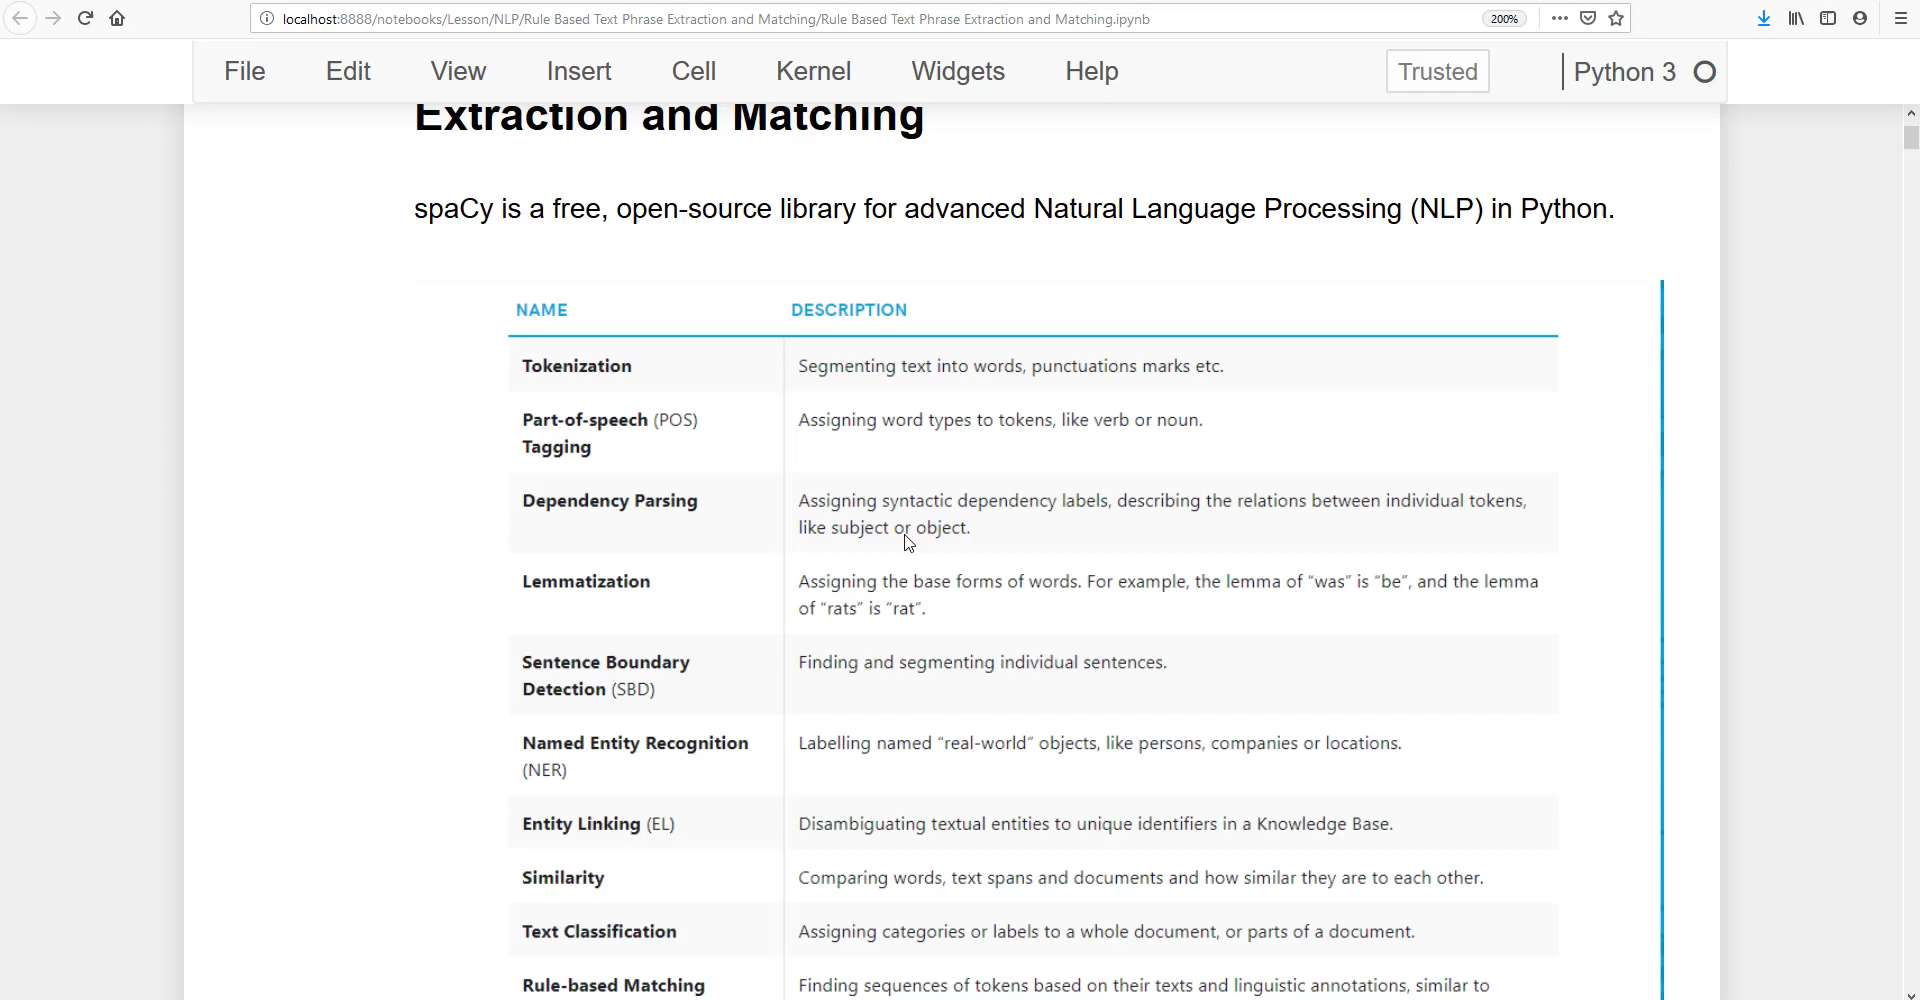 localhost:8888/notebooks/Lesson/NLP/Rule Based Text Phrase Extraction and Matching/Rule Based Text Phrase Extraction and Matching.ipynb
200%
File Edit View Insert Cell Kernel Widgets Help Trusted Python 3
Extraction and Matching
spaCy is a free, open-source library for advanced Natural Language Processing (NLP) in Python.
NAME DESCRIPTION
Tokenization Segmenting text into words, punctuations marks etc.
Part-of-speech (POS) Assigning word types to tokens, like verb or noun.
Tagging
Dependency Parsing Assigning syntactic dependency labels, describing the relations between individual tokens,
like subject or object.
Lemmatization Assigning the base forms of words. For example, the lemma of “was” is “be”, and the lemma
of “rats” is “rat”.
Sentence Boundary Finding and segmenting individual sentences.
Detection (SBD)
Named Entity Recognition Labelling named “real-world” objects, like persons, companies or locations.
(NER)
Entity Linking (EL) Disambiguating textual entities to unique identifiers in a Knowledge Base.
Similarity Comparing words, text spans and documents and how similar they are to each other.
Text Classification Assigning categories or labels to a whole document, or parts of a document.
Rule-based Matching Finding sequences of tokens based on their texts and linguistic annotations, similar to